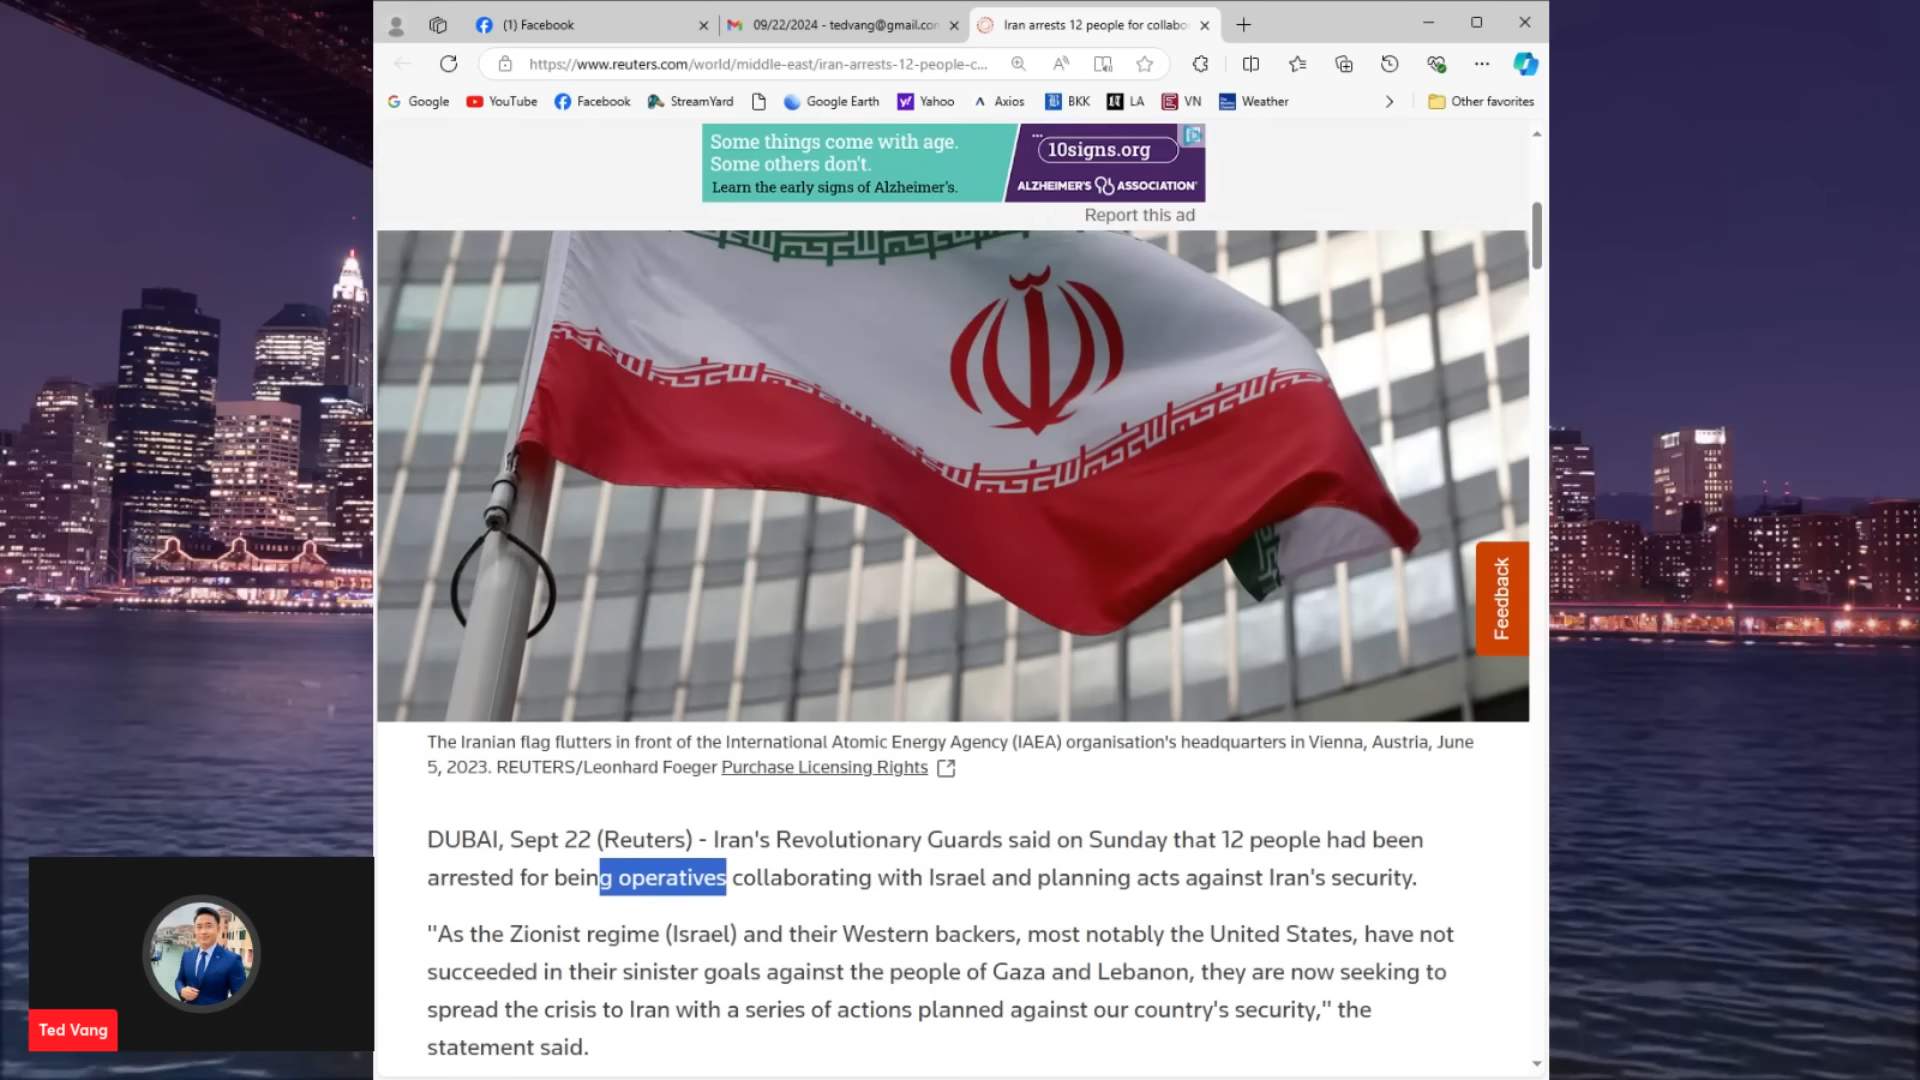 (1) Facebook
09/22/2024 - tedvang@gmail.con
Iran arrests 12 people for collabo
https://www.reuters.com/world/middle-east/iran-arrests-12-people-c...
Google YouTube Facebook StreamYard Google Earth Yahoo Axios BKK LA VN Weather Other favorites
Some things come with age.
Some others don't.
Learn the early signs of Alzheimer's.
10signs.org
ALZHEIMER'S ASSOCIATION
Report this ad
Feedback
The Iranian flag flutters in front of the International Atomic Energy Agency (IAEA) organisation's headquarters in Vienna, Austria, June
5, 2023. REUTERS/Leonhard Foeger Purchase Licensing Rights
DUBAI, Sept 22 (Reuters) - Iran's Revolutionary Guards said on Sunday that 12 people had been
arrested for being operatives collaborating with Israel and planning acts against Iran's security.
"As the Zionist regime (Israel) and their Western backers, most notably the United States, have not
succeeded in their sinister goals against the people of Gaza and Lebanon, they are now seeking to
spread the crisis to Iran with a series of actions planned against our country's security," the
statement said.
Ted Vang